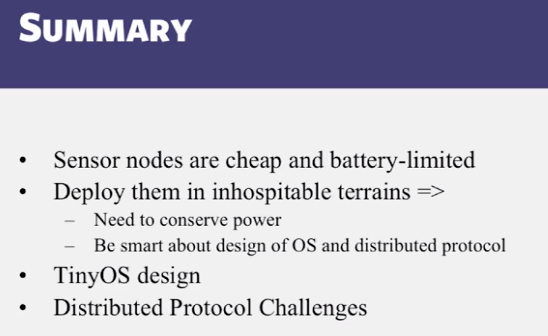 SUMMARY
• Sensor nodes are cheap and battery-limited
• Deploy them in inhospitable terrains =>
– Need to conserve power
– Be smart about design of OS and distributed protocol
• TinyOS design
• Distributed Protocol Challenges